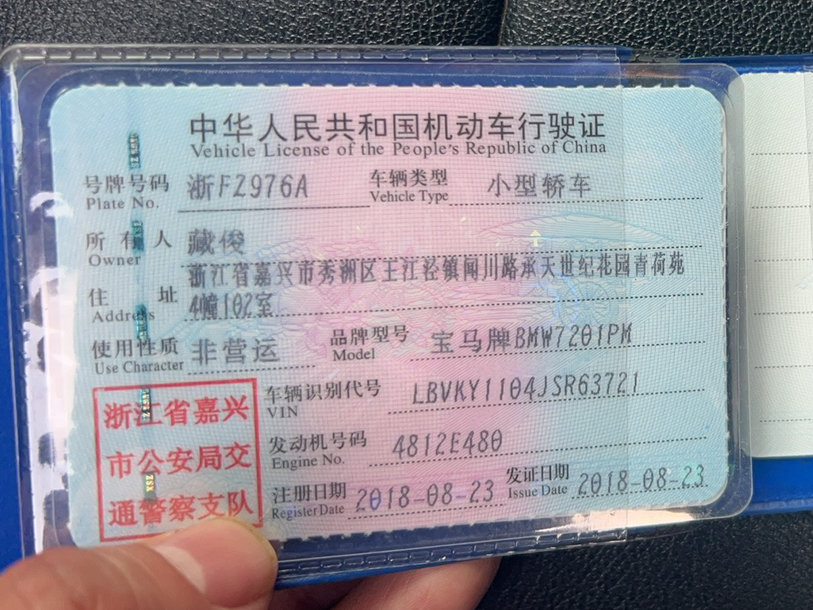 中华人民共和国机动车行驶证
Vehicle License of the People's Republic of China
号牌号码 浙FZ976A 车辆类型 小型轿车
Plate No. Vehicle Type
所有人 藏俊
Owner
住址 浙江省嘉兴市秀洲区王江泾镇闻川路承天世纪花园青荷苑
Address 4幢102室
使用性质 非营运 品牌型号 宝马牌BMW7201PM
Use Character Model
车辆识别代号 LBVKY1104JSR63721
VIN
发动机号码 4812E480
Engine No.
注册日期 2018-08-23 发证日期 2018-08-23
Register Date Issue Date
浙江省嘉兴
市公安局交
通警察支队